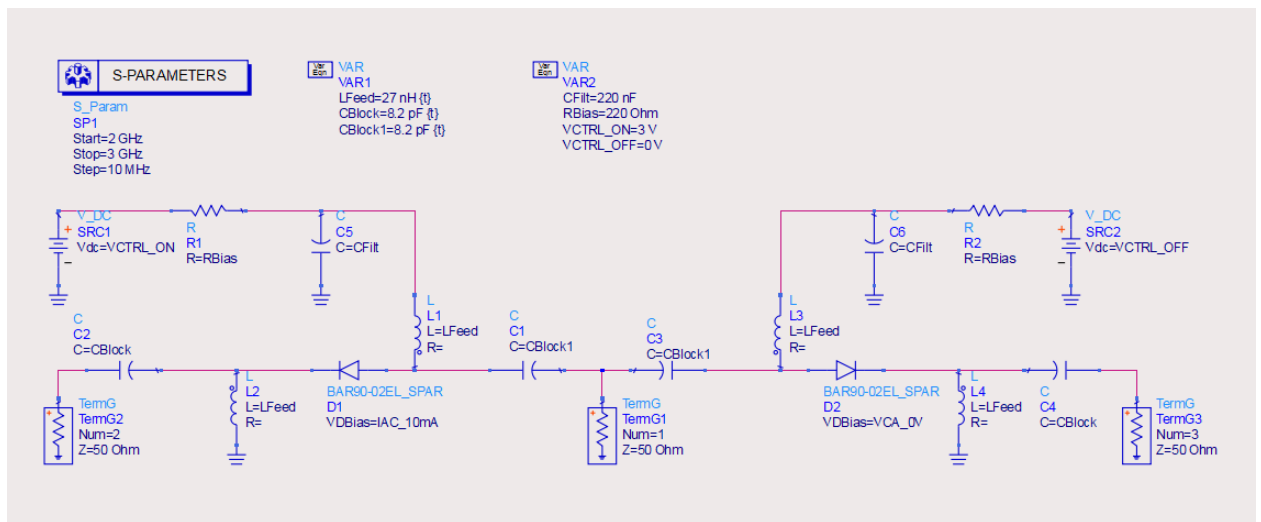 S-PARAMETERS
S_Param
SP1
Start=2 GHz
Stop=3 GHz
Step=10 MHz
Var
Eqn
VAR
VAR1
LFeed=27 nH {t}
CBlock=8.2 pF {t}
CBlock1=8.2 pF {t}
Var
Eqn
VAR
VAR2
CFilt=220 nF
RBias=220 Ohm
VCTRL_ON=3 V
VCTRL_OFF=0 V
V_DC
SRC1
Vdc=VCTRL_ON
R
R1
R=RBias
C
C5
C=CFilt
C
C6
C=CFilt
R
R2
R=RBias
V_DC
SRC2
Vdc=VCTRL_OFF
C
C2
C=CBlock
L
L1
L=LFeed
R=
C
C1
C=CBlock1
C
C3
C=CBlock1
L
L3
L=LFeed
R=
TermG
TermG2
Num=2
Z=50 Ohm
L
L2
L=LFeed
R=
BAR90-02EL_SPAR
D1
VDBias=IAC_10mA
TermG
TermG1
Num=1
Z=50 Ohm
BAR90-02EL_SPAR
D2
VDBias=VCA_0V
L
L4
L=LFeed
R=
C
C4
C=CBlock
TermG
TermG3
Num=3
Z=50 Ohm